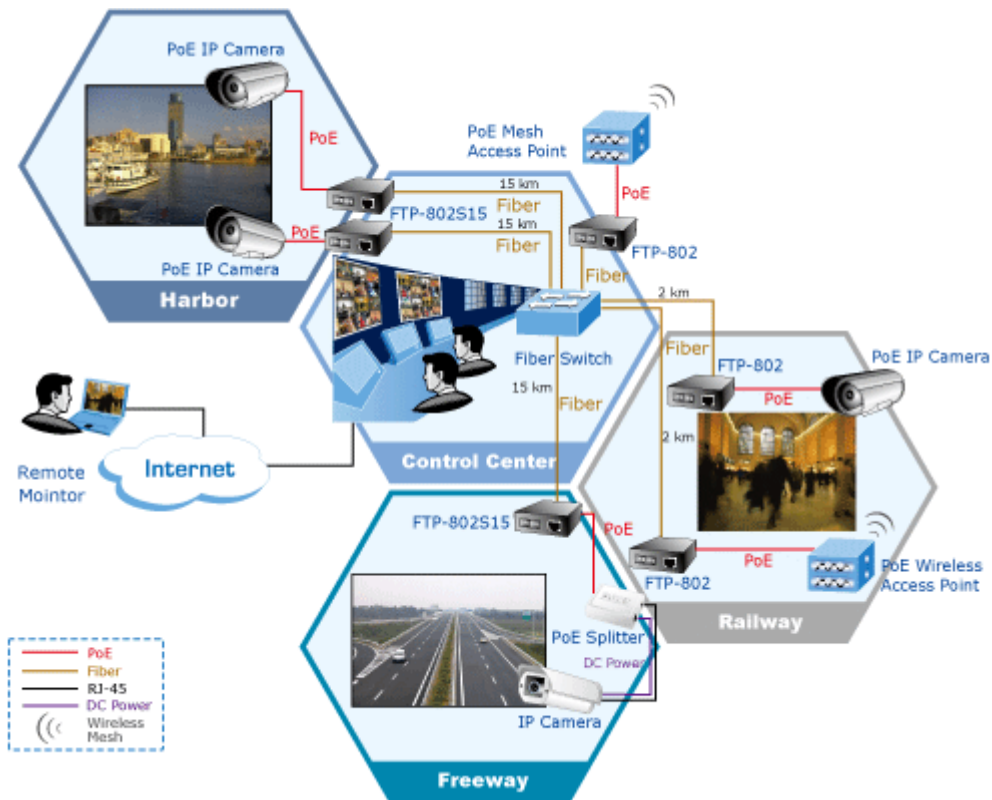 PoE IP Camera
PoE
PoE Mesh
Access Point
PoE
15 km
Fiber
FTP-802S15
15 km
Fiber
PoE
FTP-802
PoE IP Camera
Harbor
Fiber
2 km
Fiber Switch
Fiber
FTP-802
PoE IP Camera
15 km
Fiber
PoE
2 km
Control Center
Internet
Remote
Mointor
FTP-802S15
PoE
PoE
FTP-802
PoE Wireless
Access Point
Railway
PoE Splitter
DC Power
IP Camera
Freeway
PoE
Fiber
RJ-45
DC Power
Wireless
Mesh